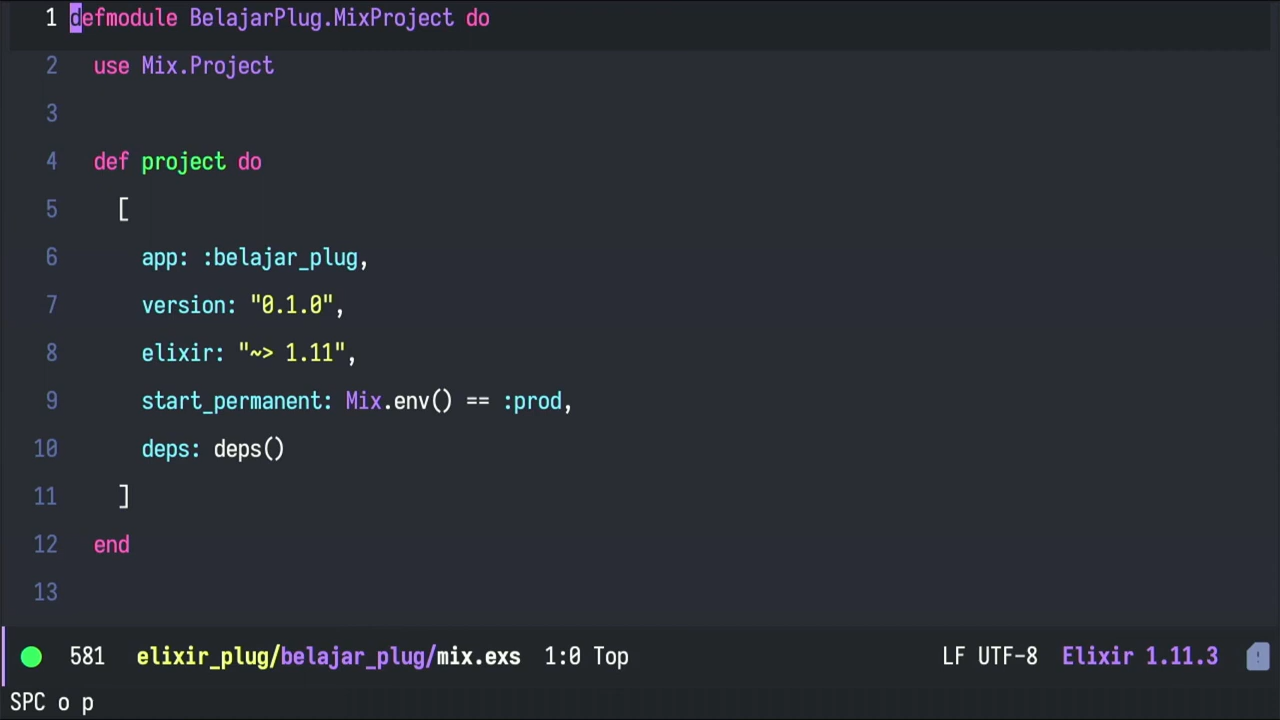 1 defmodule BelajarPlug.MixProject do
2 use Mix.Project
3
4 def project do
5 [
6 app: :belajar_plug,
7 version: "0.1.0",
8 elixir: "~> 1.11",
9 start_permanent: Mix.env() == :prod,
10 deps: deps()
11 ]
12 end
13
581 elixir_plug/belajar_plug/mix.exs 1:0 Top LF UTF-8 Elixir 1.11.3
SPC o p